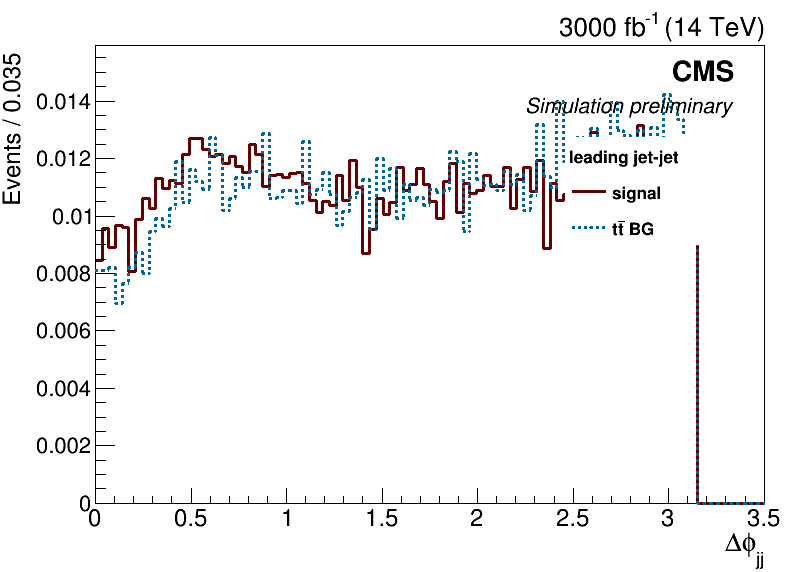 3000 fb⁻¹ (14 TeV)
CMS
Simulation preliminary
Events / 0.035
0.014
0.012
0.01
0.008
0.006
0.004
0.002
0
leading jet-jet
signal
tt̄ BG
0 0.5 1 1.5 2 2.5 3 3.5
Δϕjj